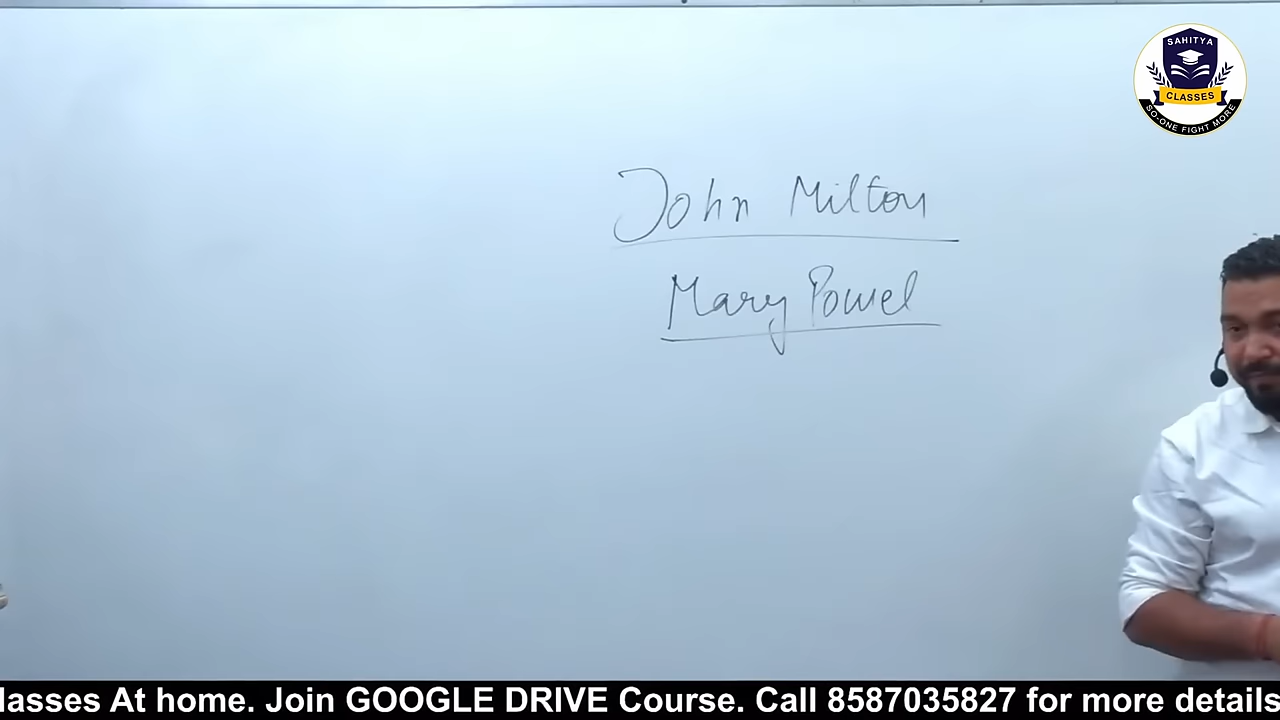 SAHITYA
CLASSES
SO-ONE FIGHT MORE
John Milton
Mary Powel
lasses At home. Join GOOGLE DRIVE Course. Call 8587035827 for more details